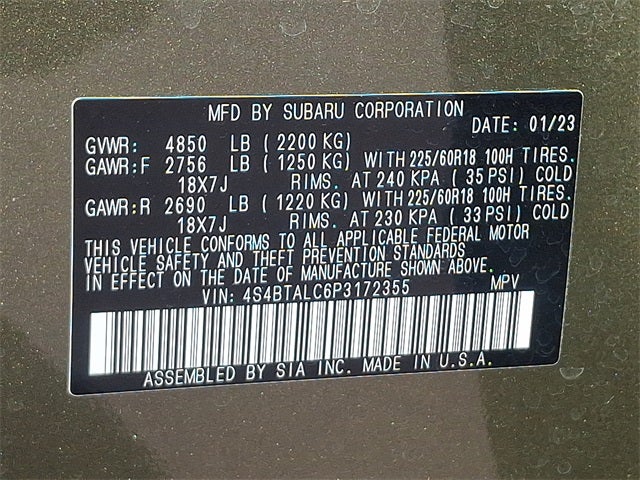 MFD BY SUBARU CORPORATION
DATE: 01/23
GVWR: 4850 LB ( 2200 KG)
GAWR:F 2756 LB ( 1250 KG) WITH 225/60R18 100H TIRES.
18X7J RIMS. AT 240 KPA ( 35 PSI) COLD
GAWR:R 2690 LB ( 1220 KG) WITH 225/60R18 100H TIRES.
18X7J RIMS. AT 230 KPA ( 33 PSI) COLD
THIS VEHICLE CONFORMS TO ALL APPLICABLE FEDERAL MOTOR
VEHICLE SAFETY AND THEFT PREVENTION STANDARDS
IN EFFECT ON THE DATE OF MANUFACTURE SHOWN ABOVE.
VIN: 4S4BTALC6P3172355 MPV
ASSEMBLED BY SIA INC. MADE IN U.S.A.